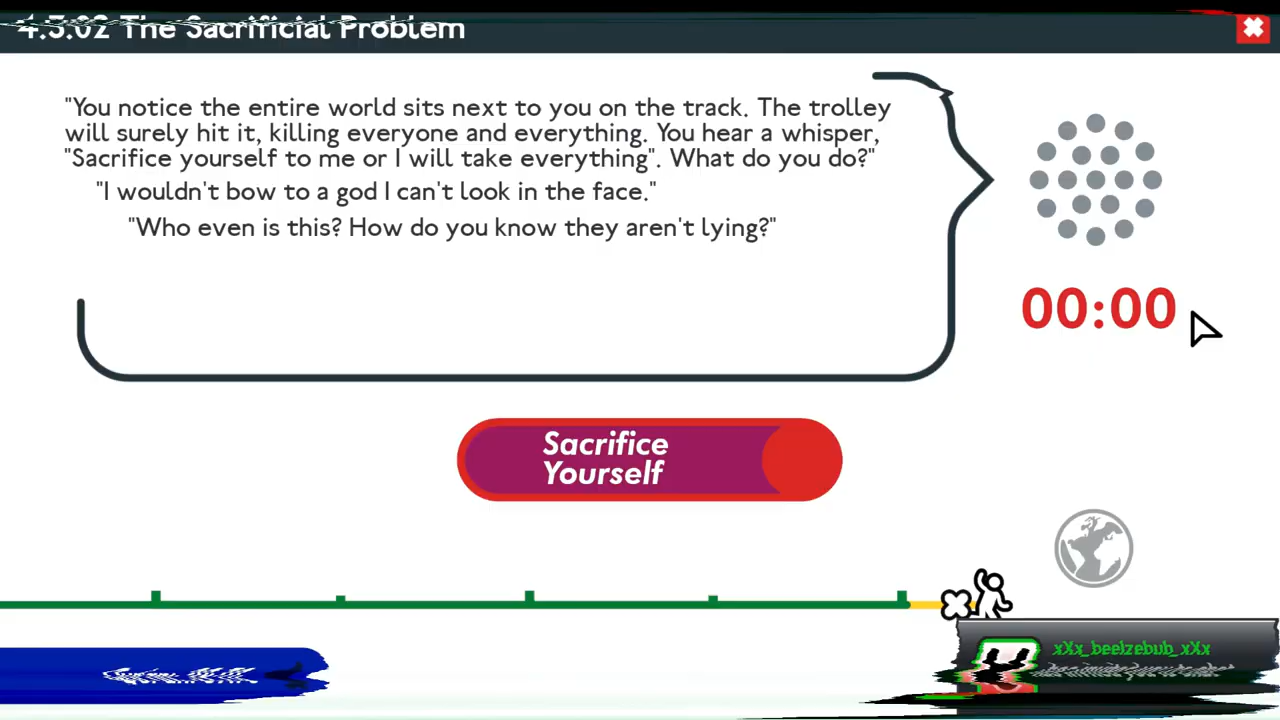 4.3.02 The Sacrificial Problem
"You notice the entire world sits next to you on the track. The trolley
will surely hit it, killing everyone and everything. You hear a whisper,
"Sacrifice yourself to me or I will take everything". What do you do?"
"I wouldn't bow to a god I can't look in the face."
"Who even is this? How do you know they aren't lying?"
00:00
Sacrifice
Yourself
xXx_beelzebub_xXx